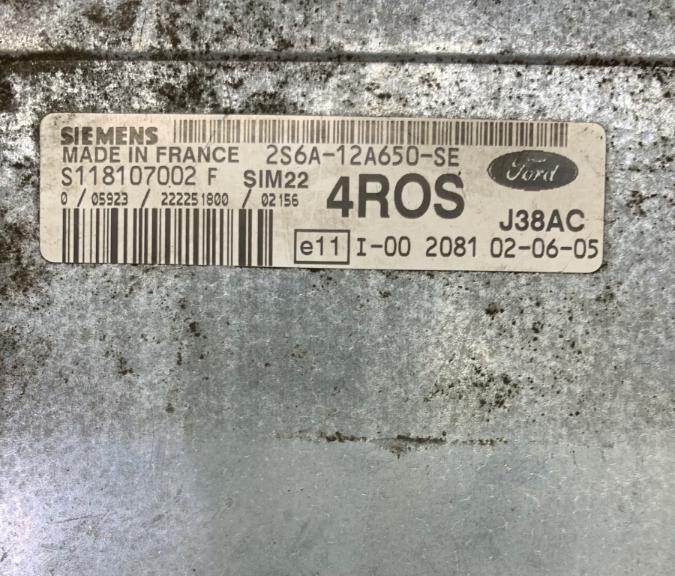 SIEMENS
MADE IN FRANCE 2S6A-12A650-SE
S118107002 F SIM22 4ROS Ford
0 / 05923 / 222251800 / 02156 J38AC
e11 I-00 2081 02-06-05